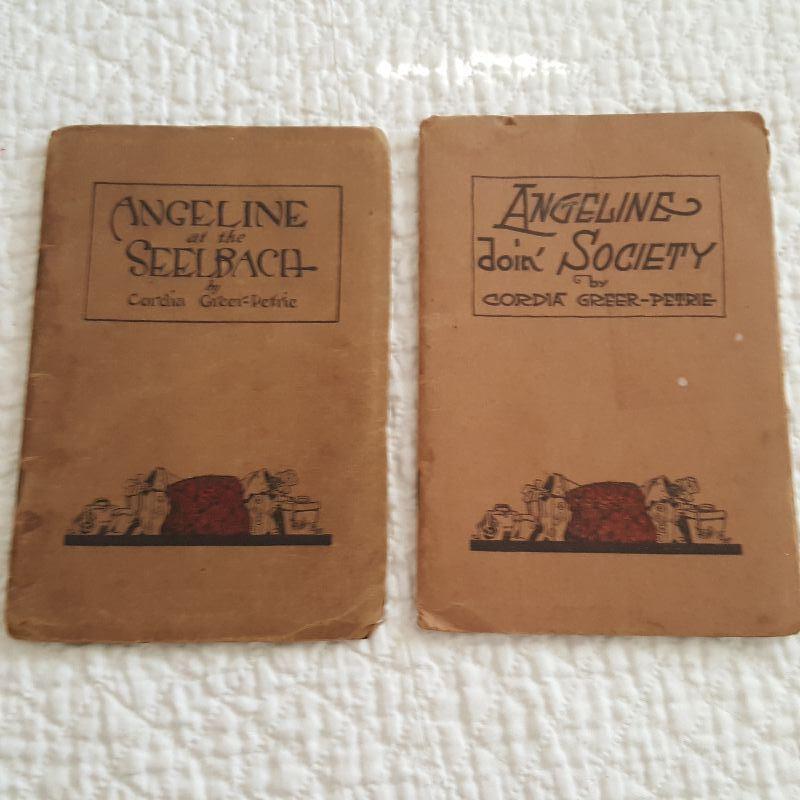 ANGELINE
at the
SEELBACH
by
Cordia Greer-Petrie
ANGELINE
doin' SOCIETY
by
CORDIA GREER-PETRIE